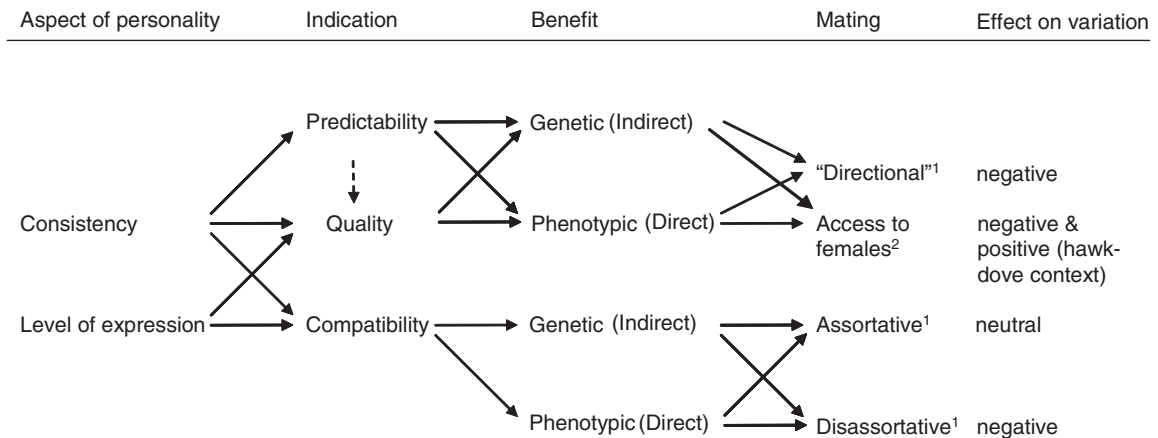 Aspect of personality Indication Benefit Mating Effect on variation
Predictability Genetic (Indirect)
“Directional”¹ negative
Consistency Quality Phenotypic (Direct) Access to negative &
females² positive (hawk-
dove context)
Level of expression Compatibility Genetic (Indirect) Assortative¹ neutral
Phenotypic (Direct) Disassortative¹ negative